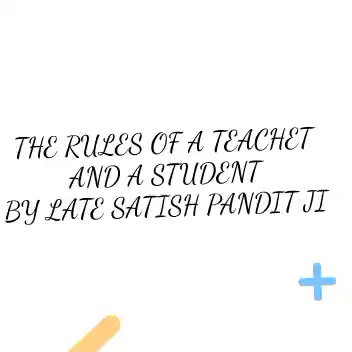 THE RULES OF A TEACHET
AND A STUDENT
BY LATE SATISH PANDIT JI